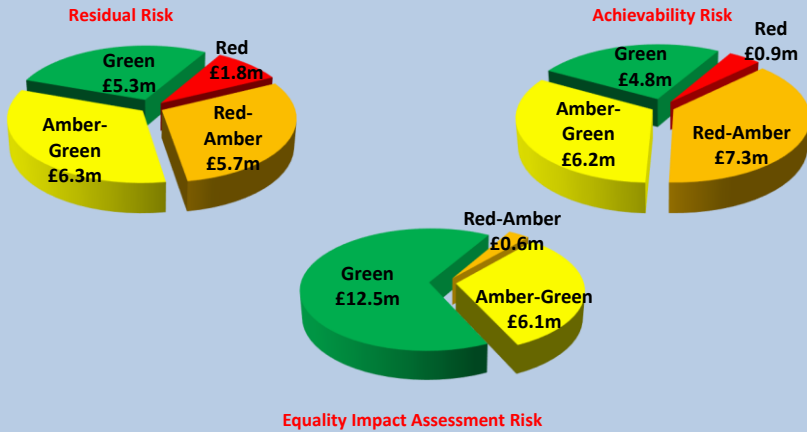 Residual Risk
Red
£1.8m
Green
£5.3m
Red-
Amber
£5.7m
Amber-
Green
£6.3m
Achievability Risk
Red
£0.9m
Green
£4.8m
Amber-
Green
£6.2m
Red-Amber
£7.3m
Red-Amber
£0.6m
Green
£12.5m
Amber-Green
£6.1m
Equality Impact Assessment Risk